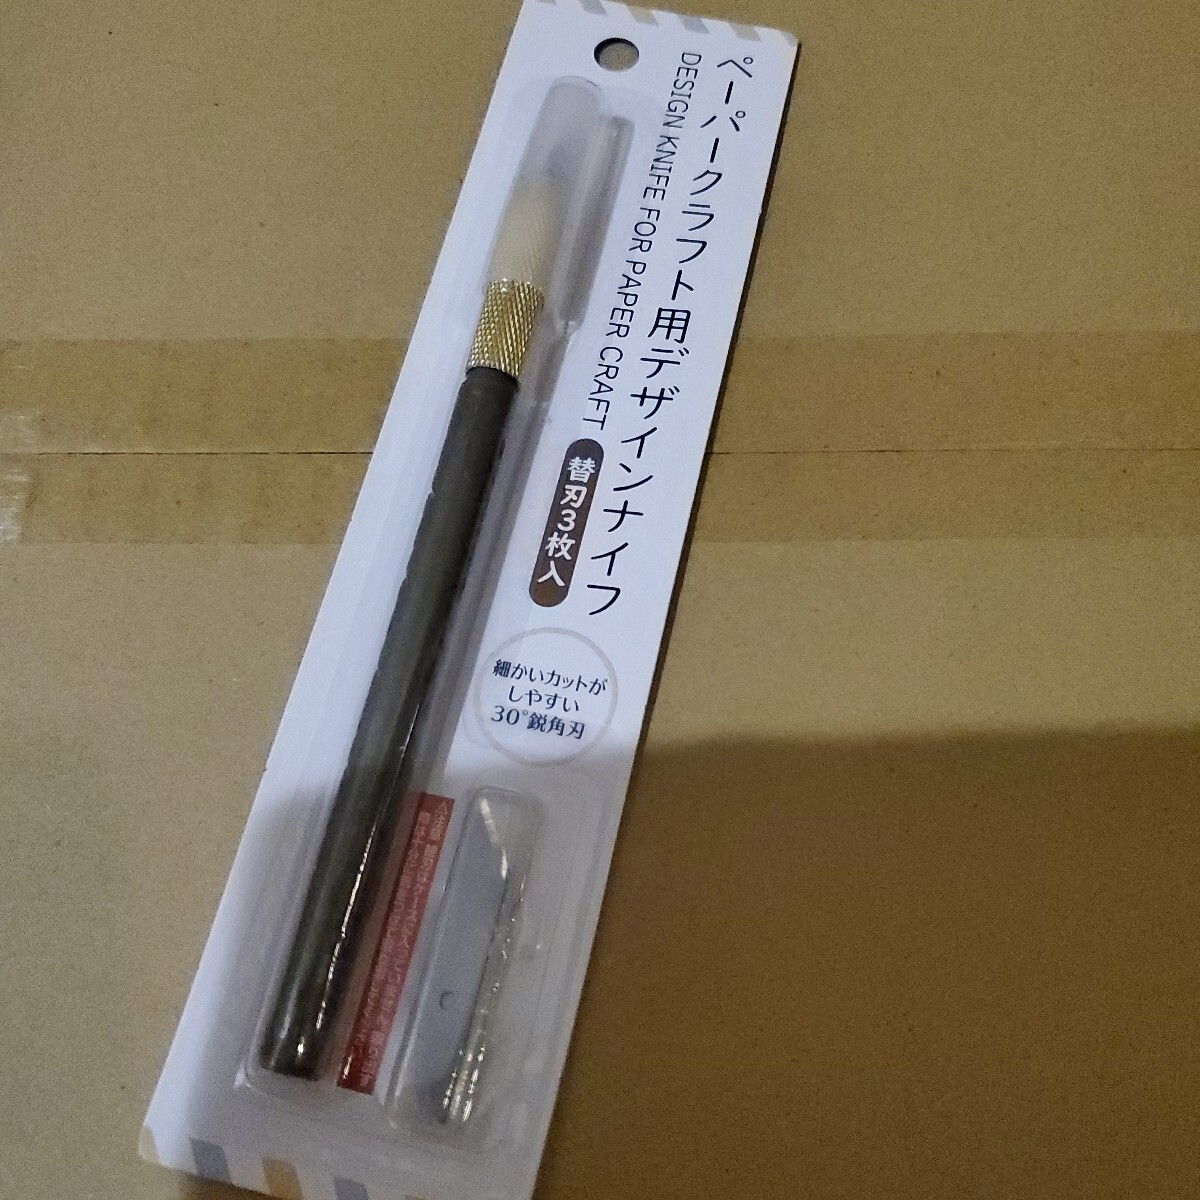 ペーパークラフト用デザインナイフ
DESIGN KNIFE FOR PAPER CRAFT
替刃3枚入
細かいカットが
しやすい
30°鋭角刃